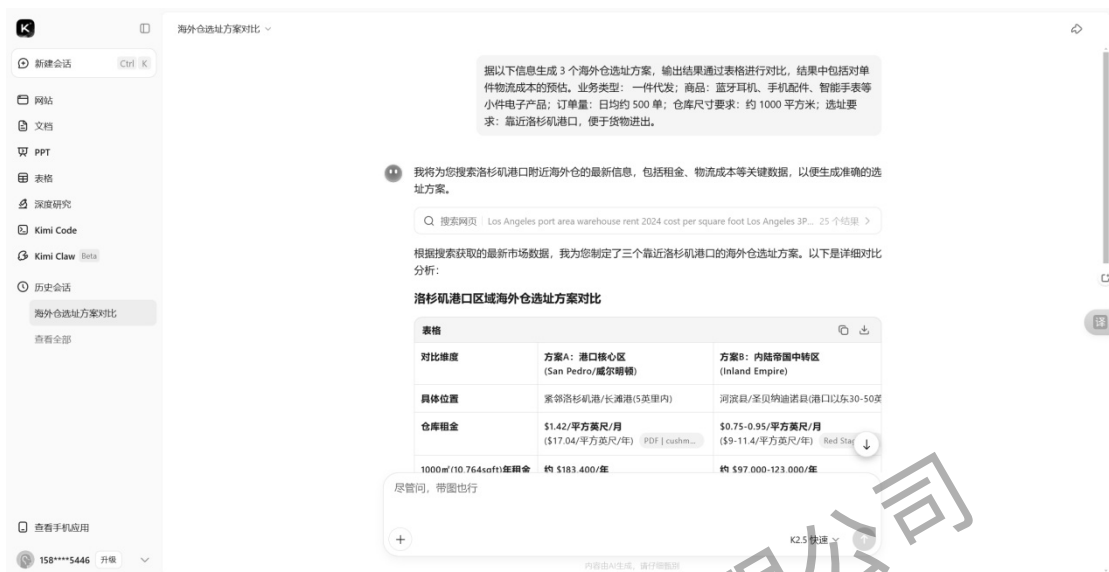 K
海外仓选址方案对比
新建会话 Ctrl K
网站
文档
PPT
表格
深度研究
Kimi Code
Kimi Claw Beta
历史会话
海外仓选址方案对比
查看全部
查看手机应用
158****5446 升级
据以下信息生成 3 个海外仓选址方案，输出结果通过表格进行对比，结果中包括对单
件物流成本的预估。业务类型： 一件代发；商品：蓝牙耳机、手机配件、智能手表等
小件电子产品；订单量：日均约 500 单；仓库尺寸要求：约 1000 平方米；选址要
求：靠近洛杉矶港口，便于货物进出。
我将为您搜索洛杉矶港口附近海外仓的最新信息，包括租金、物流成本等关键数据，以便生成准确的选
址方案。
搜索网页 Los Angeles port area warehouse rent 2024 cost per square foot Los Angeles 3P... 25 个结果
根据搜索获取的最新市场数据，我为您制定了三个靠近洛杉矶港口的海外仓选址方案。以下是详细对比
分析：
洛杉矶港口区域海外仓选址方案对比
表格
对比维度 方案A：港口核心区 方案B：内陆帝国中转区
(San Pedro/威尔明顿) (Inland Empire)
具体位置 紧邻洛杉矶港/长滩港(5英里内) 河滨县/圣贝纳迪诺县(港口以东30-50英
仓库租金 $1.42/平方英尺/月 $0.75-0.95/平方英尺/月
($17.04/平方英尺/年) PDF | cushm... ($9-11.4/平方英尺/年) Red Sta
1000㎡(10,764sqft)年租金 约 $183,400/年 约 $97,000-123,000/年
尽管问，带图也行
K2.5 快速
内容由AI生成，请仔细甄别
译
公司